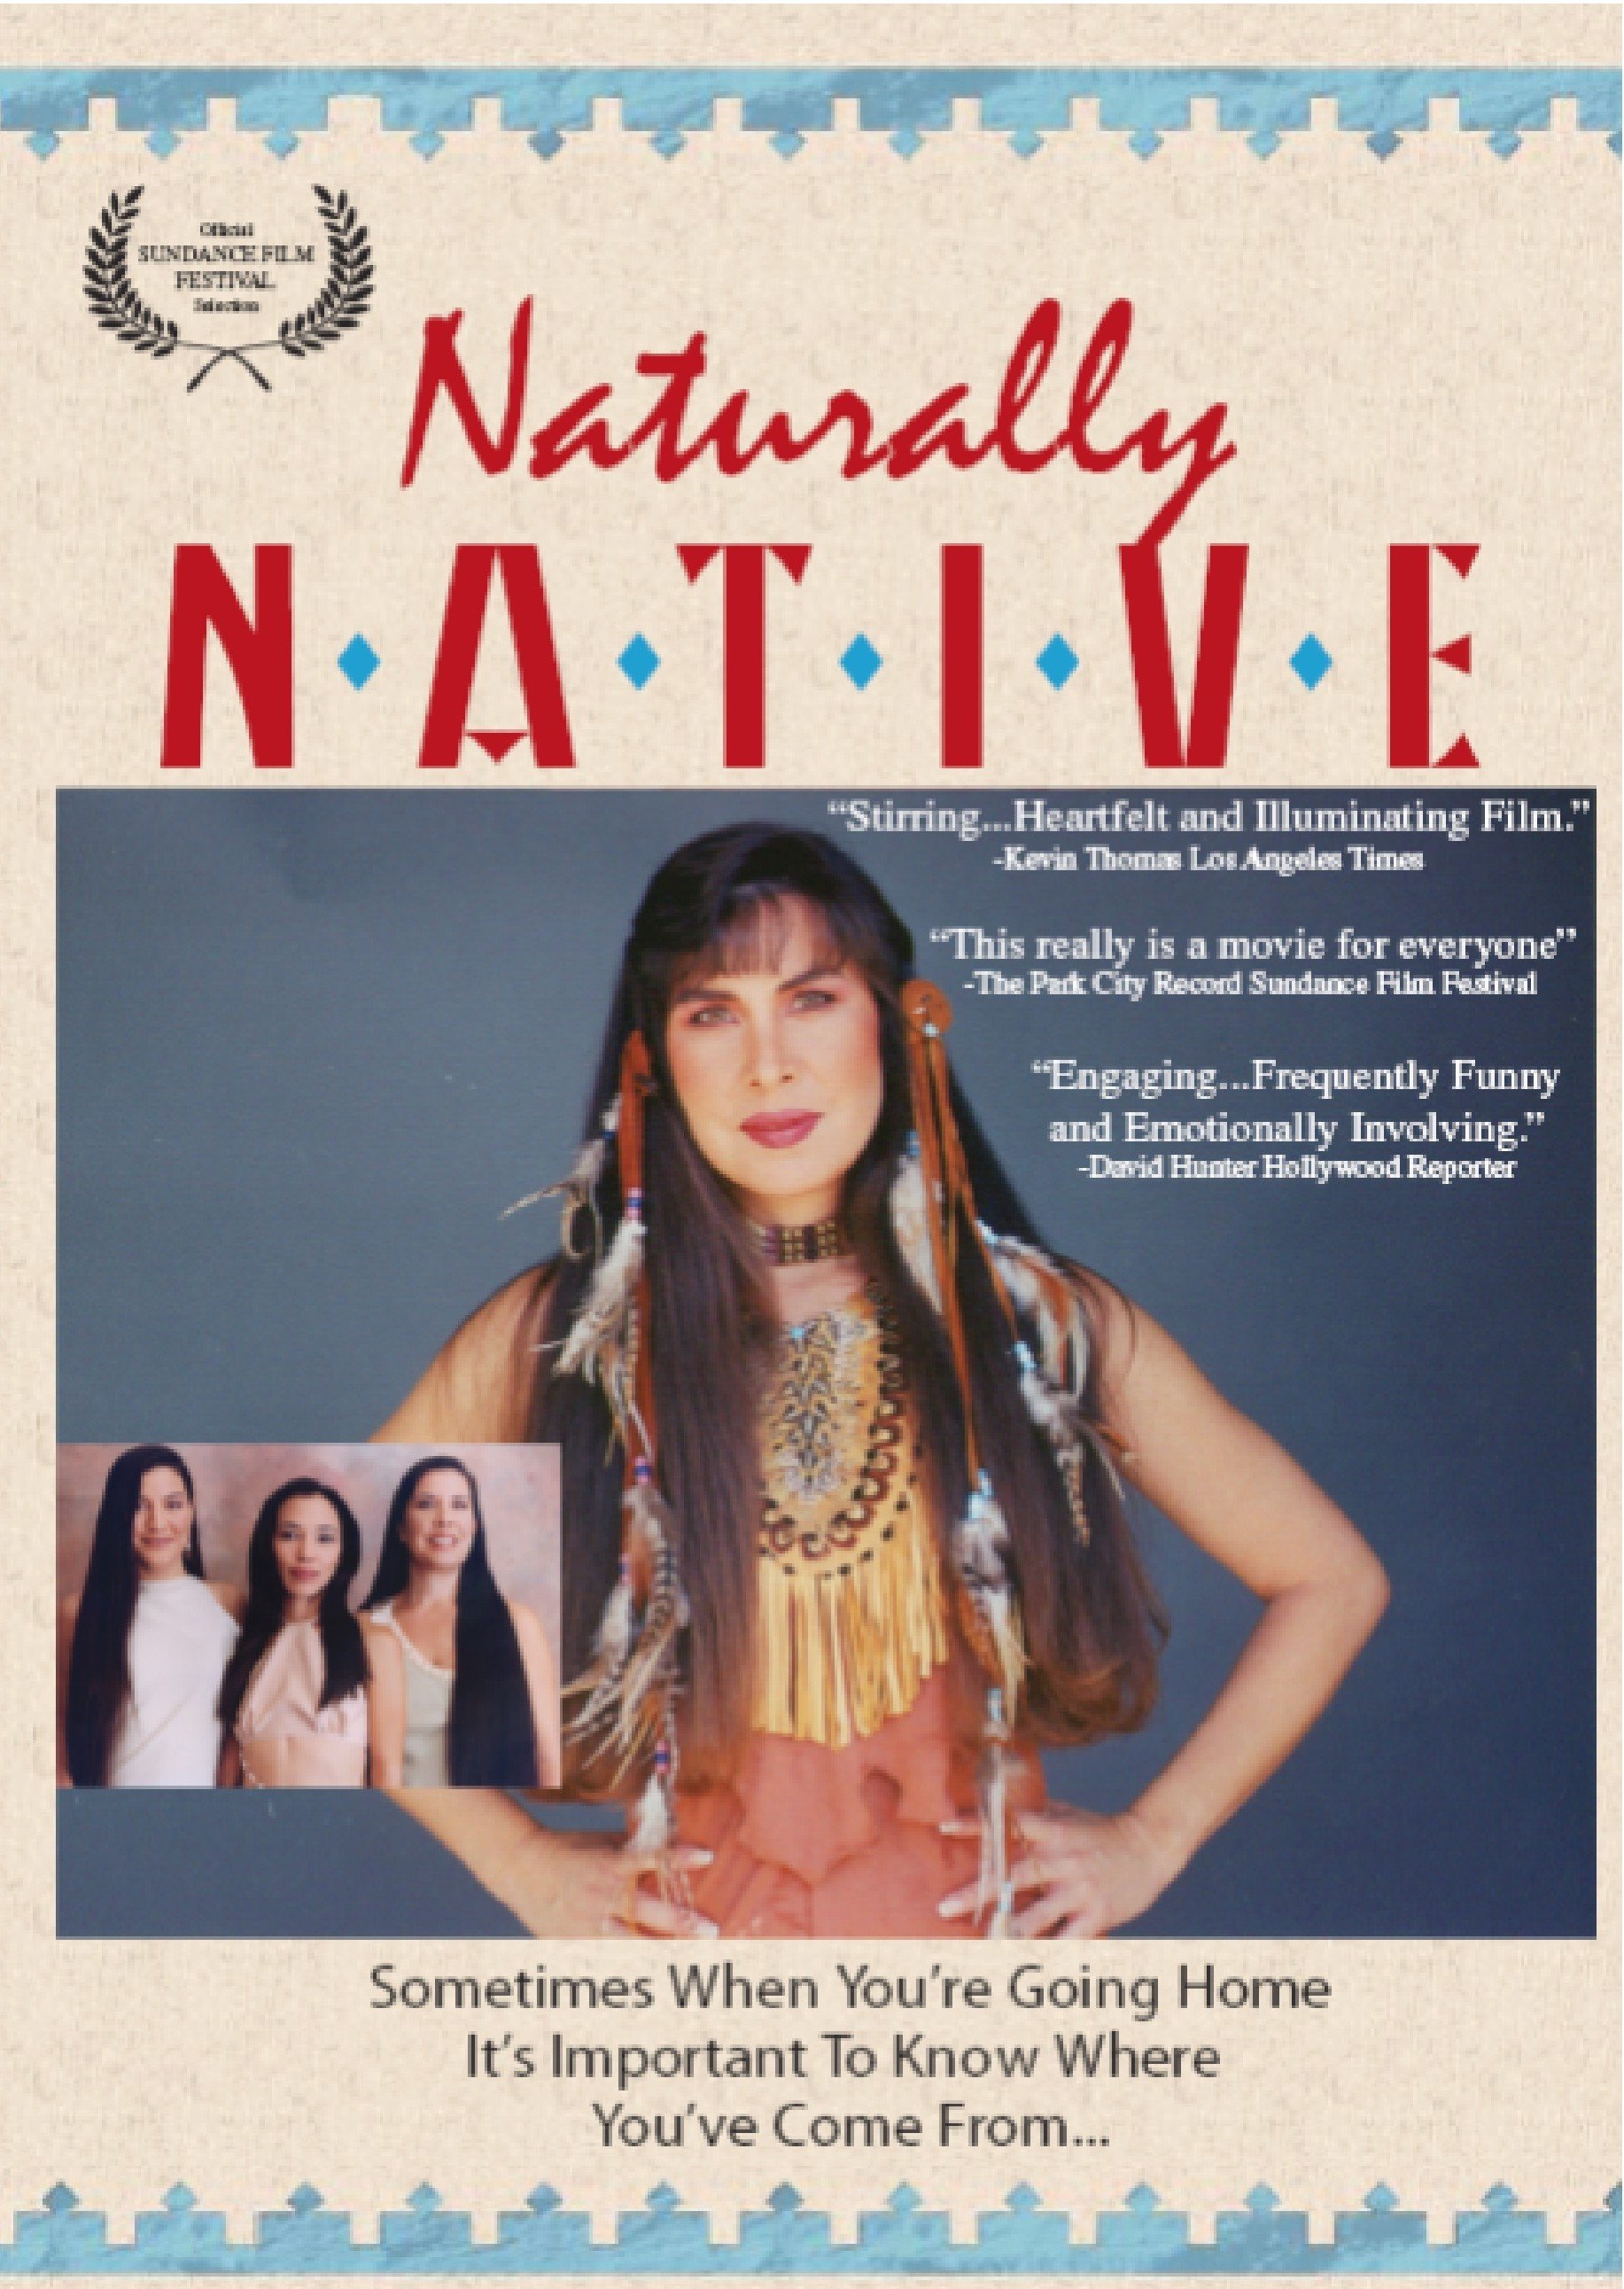 Official
SUNDANCE FILM
FESTIVAL
Selection
Naturally
NATIVE
“Stirring...Heartfelt and Illuminating Film.”
-Kevin Thomas Los Angeles Times
“This really is a movie for everyone”
-The Park City Record Sundance Film Festival
“Engaging...Frequently Funny
and Emotionally Involving.”
-David Hunter Hollywood Reporter
Sometimes When You’re Going Home
It’s Important To Know Where
You’ve Come From...